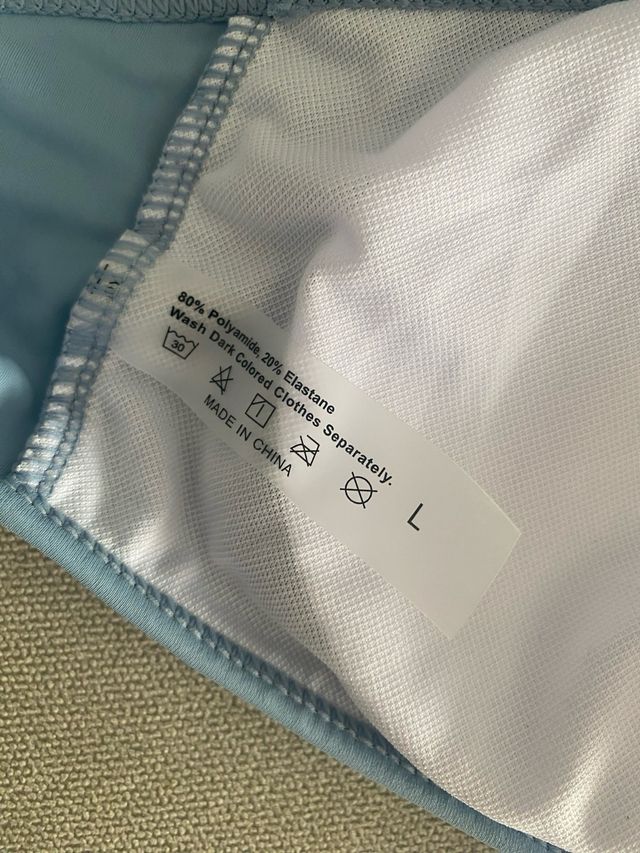 80% Polyamide, 20% Elastane
Wash Dark Colored Clothes Separately.
30
MADE IN CHINA
L